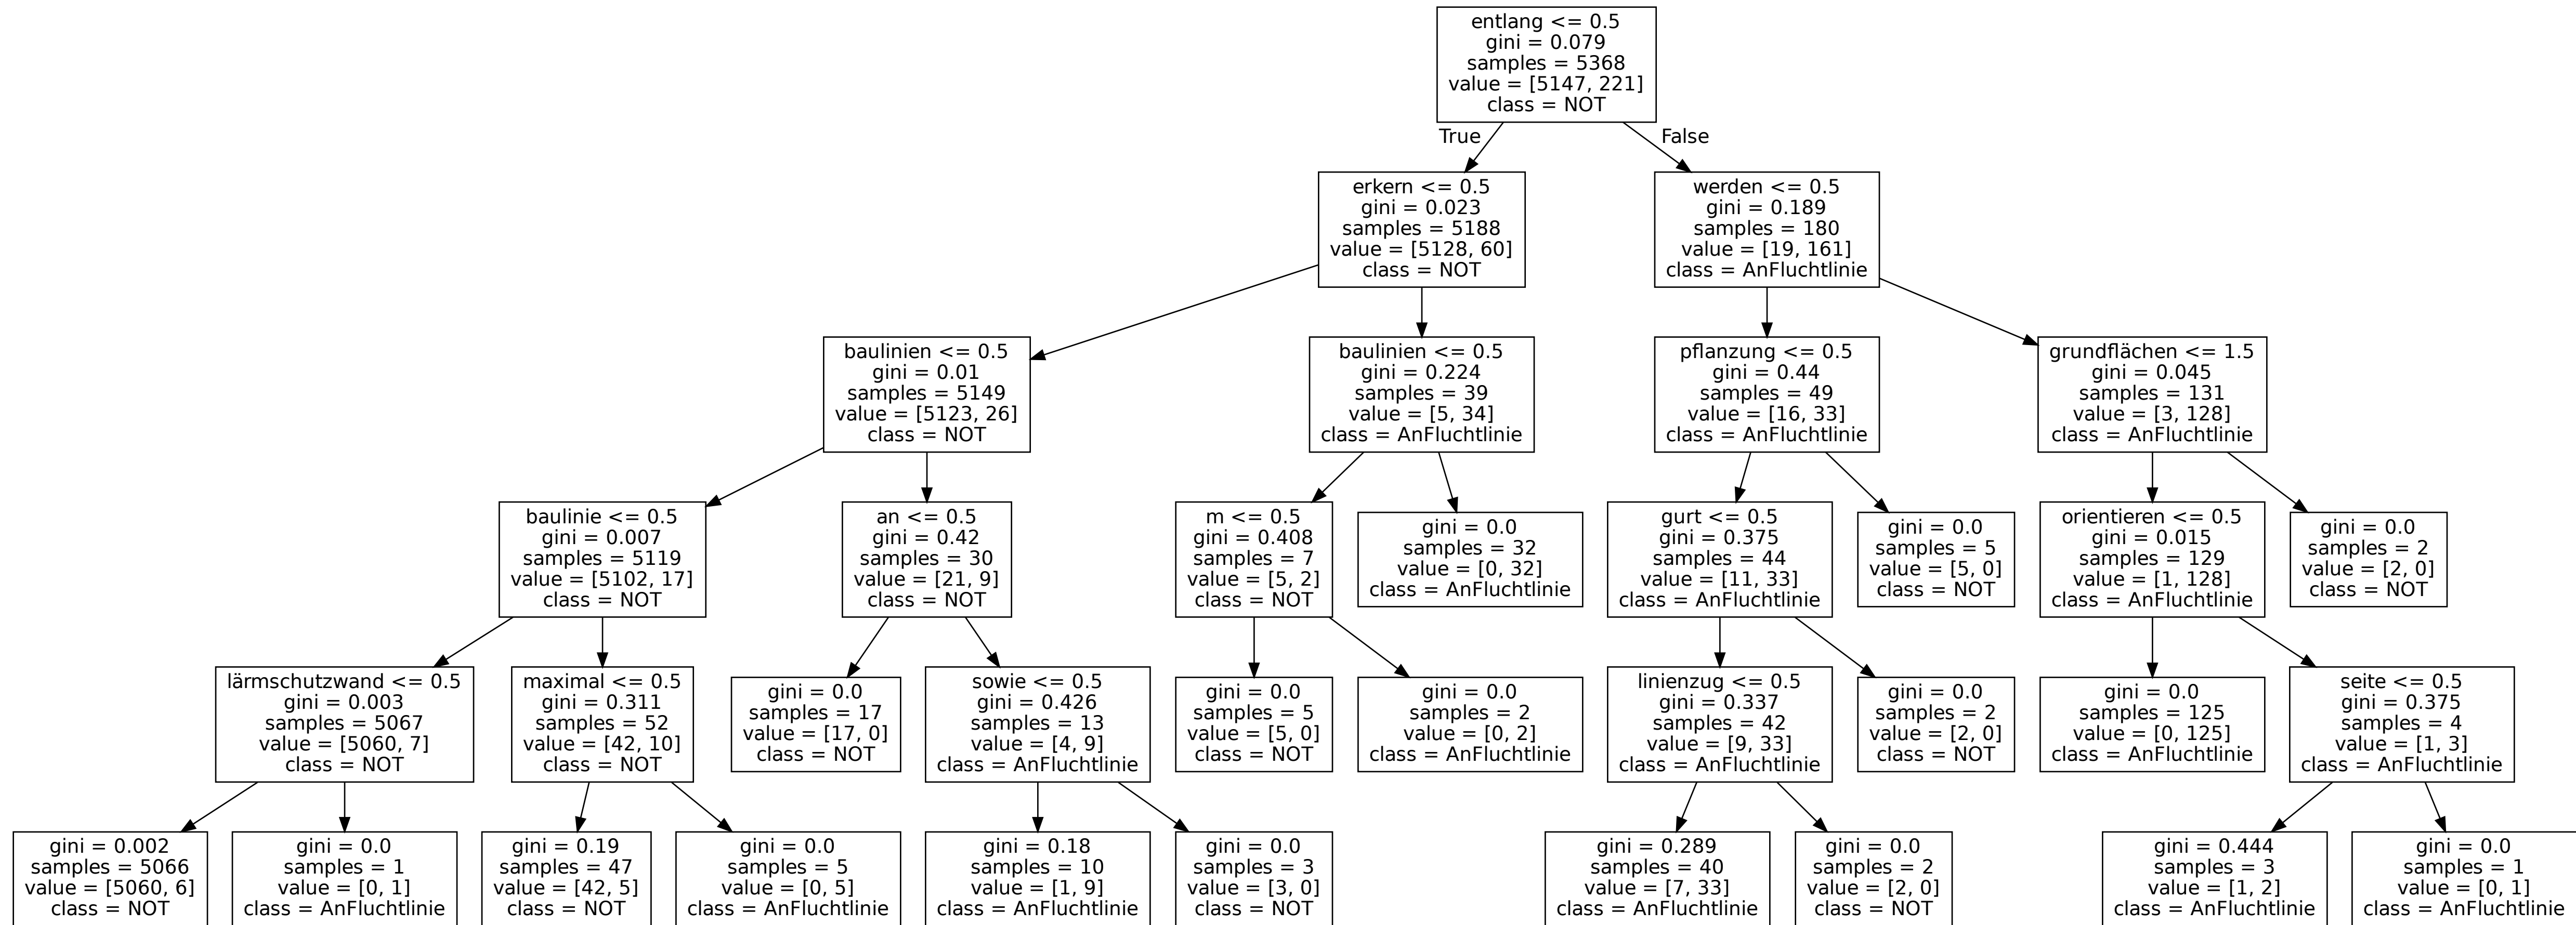 entlang <= 0.5
gini = 0.079
samples = 5368
value = [5147, 221]
class = NOT
True
False
erkern <= 0.5
gini = 0.023
samples = 5188
value = [5128, 60]
class = NOT
werden <= 0.5
gini = 0.189
samples = 180
value = [19, 161]
class = AnFluchtlinie
baulinien <= 0.5
gini = 0.01
samples = 5149
value = [5123, 26]
class = NOT
baulinien <= 0.5
gini = 0.224
samples = 39
value = [5, 34]
class = AnFluchtlinie
pflanzung <= 0.5
gini = 0.44
samples = 49
value = [16, 33]
class = AnFluchtlinie
grundflächen <= 1.5
gini = 0.045
samples = 131
value = [3, 128]
class = AnFluchtlinie
baulinie <= 0.5
gini = 0.007
samples = 5119
value = [5102, 17]
class = NOT
an <= 0.5
gini = 0.42
samples = 30
value = [21, 9]
class = NOT
m <= 0.5
gini = 0.408
samples = 7
value = [5, 2]
class = NOT
gini = 0.0
samples = 32
value = [0, 32]
class = AnFluchtlinie
gurt <= 0.5
gini = 0.375
samples = 44
value = [11, 33]
class = AnFluchtlinie
gini = 0.0
samples = 5
value = [5, 0]
class = NOT
orientieren <= 0.5
gini = 0.015
samples = 129
value = [1, 128]
class = AnFluchtlinie
gini = 0.0
samples = 2
value = [2, 0]
class = NOT
lärmschutzwand <= 0.5
gini = 0.003
samples = 5067
value = [5060, 7]
class = NOT
maximal <= 0.5
gini = 0.311
samples = 52
value = [42, 10]
class = NOT
gini = 0.0
samples = 17
value = [17, 0]
class = NOT
sowie <= 0.5
gini = 0.426
samples = 13
value = [4, 9]
class = AnFluchtlinie
gini = 0.0
samples = 5
value = [5, 0]
class = NOT
gini = 0.0
samples = 2
value = [0, 2]
class = AnFluchtlinie
linienzug <= 0.5
gini = 0.337
samples = 42
value = [9, 33]
class = AnFluchtlinie
gini = 0.0
samples = 2
value = [2, 0]
class = NOT
gini = 0.0
samples = 125
value = [0, 125]
class = AnFluchtlinie
seite <= 0.5
gini = 0.375
samples = 4
value = [1, 3]
class = AnFluchtlinie
gini = 0.002
samples = 5066
value = [5060, 6]
class = NOT
gini = 0.0
samples = 1
value = [0, 1]
class = AnFluchtlinie
gini = 0.19
samples = 47
value = [42, 5]
class = NOT
gini = 0.0
samples = 5
value = [0, 5]
class = AnFluchtlinie
gini = 0.18
samples = 10
value = [1, 9]
class = AnFluchtlinie
gini = 0.0
samples = 3
value = [3, 0]
class = NOT
gini = 0.289
samples = 40
value = [7, 33]
class = AnFluchtlinie
gini = 0.0
samples = 2
value = [2, 0]
class = NOT
gini = 0.444
samples = 3
value = [1, 2]
class = AnFluchtlinie
gini = 0.0
samples = 1
value = [0, 1]
class = AnFluchtlinie